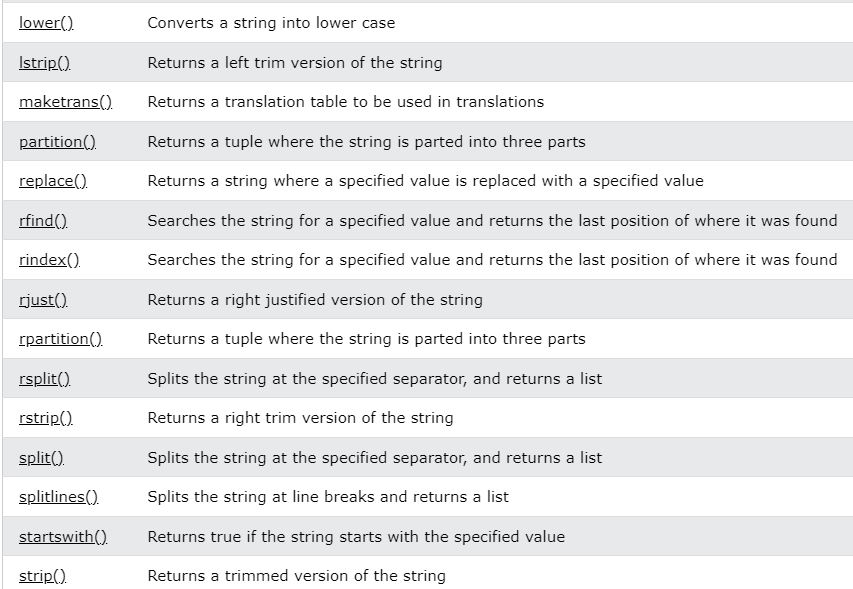 lower() Converts a string into lower case
lstrip() Returns a left trim version of the string
maketrans() Returns a translation table to be used in translations
partition() Returns a tuple where the string is parted into three parts
replace() Returns a string where a specified value is replaced with a specified value
rfind() Searches the string for a specified value and returns the last position of where it was found
rindex() Searches the string for a specified value and returns the last position of where it was found
rjust() Returns a right justified version of the string
rpartition() Returns a tuple where the string is parted into three parts
rsplit() Splits the string at the specified separator, and returns a list
rstrip() Returns a right trim version of the string
split() Splits the string at the specified separator, and returns a list
splitlines() Splits the string at line breaks and returns a list
startswith() Returns true if the string starts with the specified value
strip() Returns a trimmed version of the string